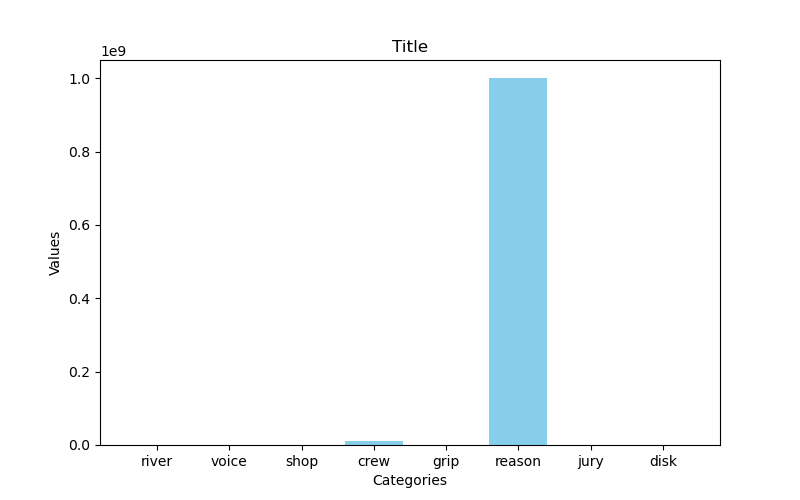 Title
1e9
1.0
0.8
0.6
0.4
0.2
0.0
Values
river voice shop crew grip reason jury disk
Categories